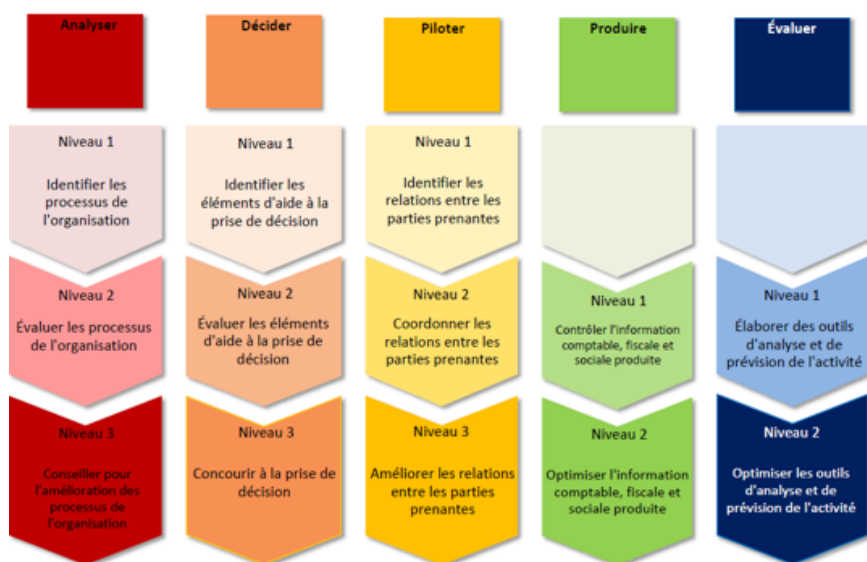 Analyser
Décider
Piloter
Produire
Évaluer
Niveau 1
Identifier les
processus de
l'organisation
Niveau 1
Identifier les
éléments d'aide à la
prise de décision
Niveau 1
Identifier les
relations entre les
parties prenantes
Niveau 2
Évaluer les processus
de l'organisation
Niveau 2
Évaluer les éléments
d'aide à la prise de
décision
Niveau 2
Coordonner les
relations entre les
parties prenantes
Niveau 1
Contrôler l'information
comptable, fiscale et
sociale produite
Niveau 1
Élaborer des outils
d'analyse et de
prévision de l'activité
Niveau 3
Conseiller pour
l'amélioration des
processus de
l'organisation
Niveau 3
Concourir à la prise de
décision
Niveau 3
Améliorer les relations
entre les parties
prenantes
Niveau 2
Optimiser l'information
comptable, fiscale et
sociale produite
Niveau 2
Optimiser les outils
d'analyse et de
prévision de l'activité